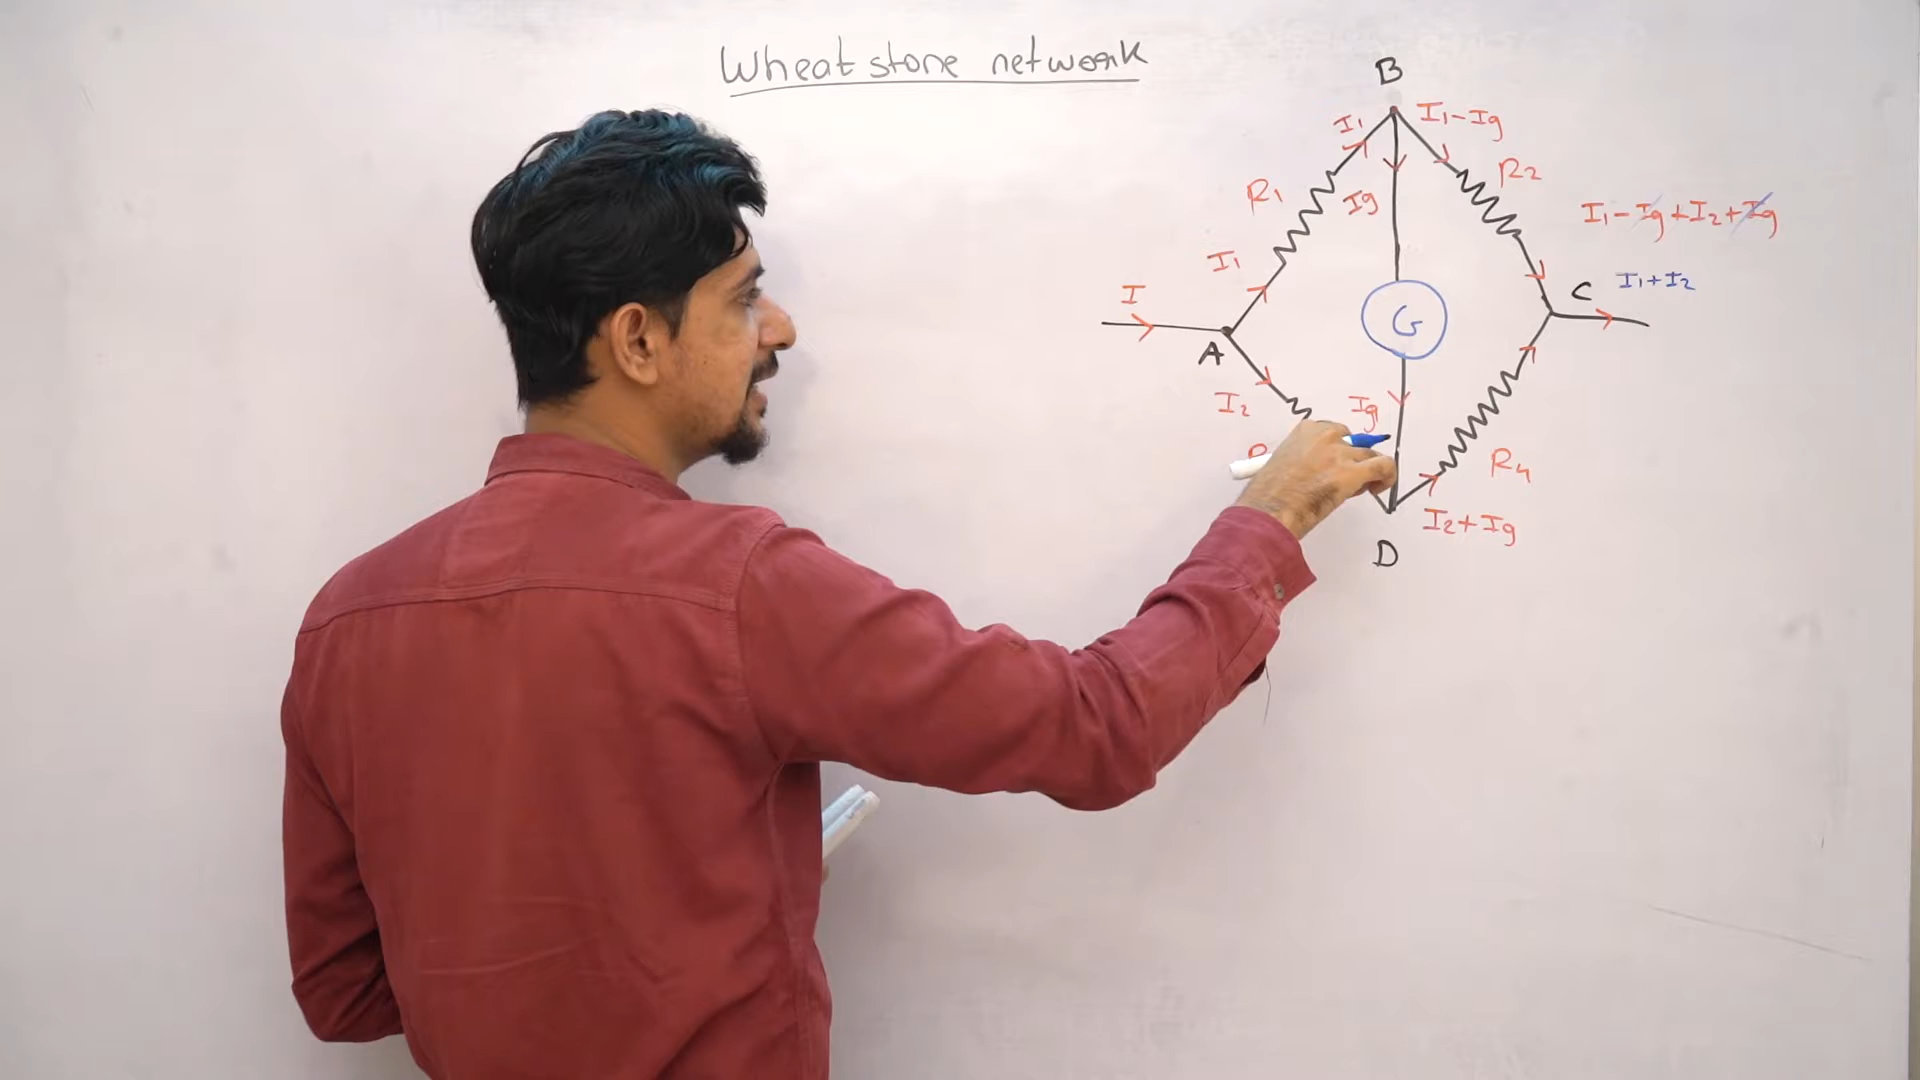 Wheatstone network
B
I1
I1-Ig
R1
Ig
R2
I1-Ig+I2+Ig
I1
I
A
G
C
I1+I2
I2
Ig
R4
I2+Ig
D